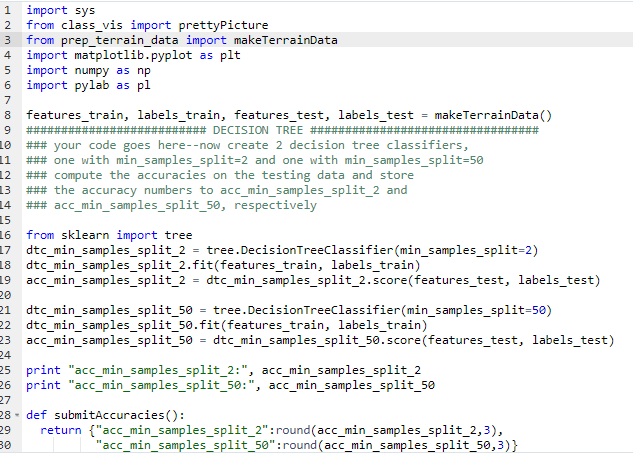 1 import sys
2 from class_vis import prettyPicture
3 from prep_terrain_data import makeTerrainData
4 import matplotlib.pyplot as plt
5 import numpy as np
6 import pylab as pl
7
8 features_train, labels_train, features_test, labels_test = makeTerrainData()
9 ########################## DECISION TREE #################################
10 ### your code goes here--now create 2 decision tree classifiers,
11 ### one with min_samples_split=2 and one with min_samples_split=50
12 ### compute the accuracies on the testing data and store
13 ### the accuracy numbers to acc_min_samples_split_2 and
14 ### acc_min_samples_split_50, respectively
15
16 from sklearn import tree
17 dtc_min_samples_split_2 = tree.DecisionTreeClassifier(min_samples_split=2)
18 dtc_min_samples_split_2.fit(features_train, labels_train)
19 acc_min_samples_split_2 = dtc_min_samples_split_2.score(features_test, labels_test)
20
21 dtc_min_samples_split_50 = tree.DecisionTreeClassifier(min_samples_split=50)
22 dtc_min_samples_split_50.fit(features_train, labels_train)
23 acc_min_samples_split_50 = dtc_min_samples_split_50.score(features_test, labels_test)
24
25 print "acc_min_samples_split_2:", acc_min_samples_split_2
26 print "acc_min_samples_split_50:", acc_min_samples_split_50
27
28 def submitAccuracies():
29 return {"acc_min_samples_split_2":round(acc_min_samples_split_2,3),
30 "acc_min_samples_split_50":round(acc_min_samples_split_50,3)}